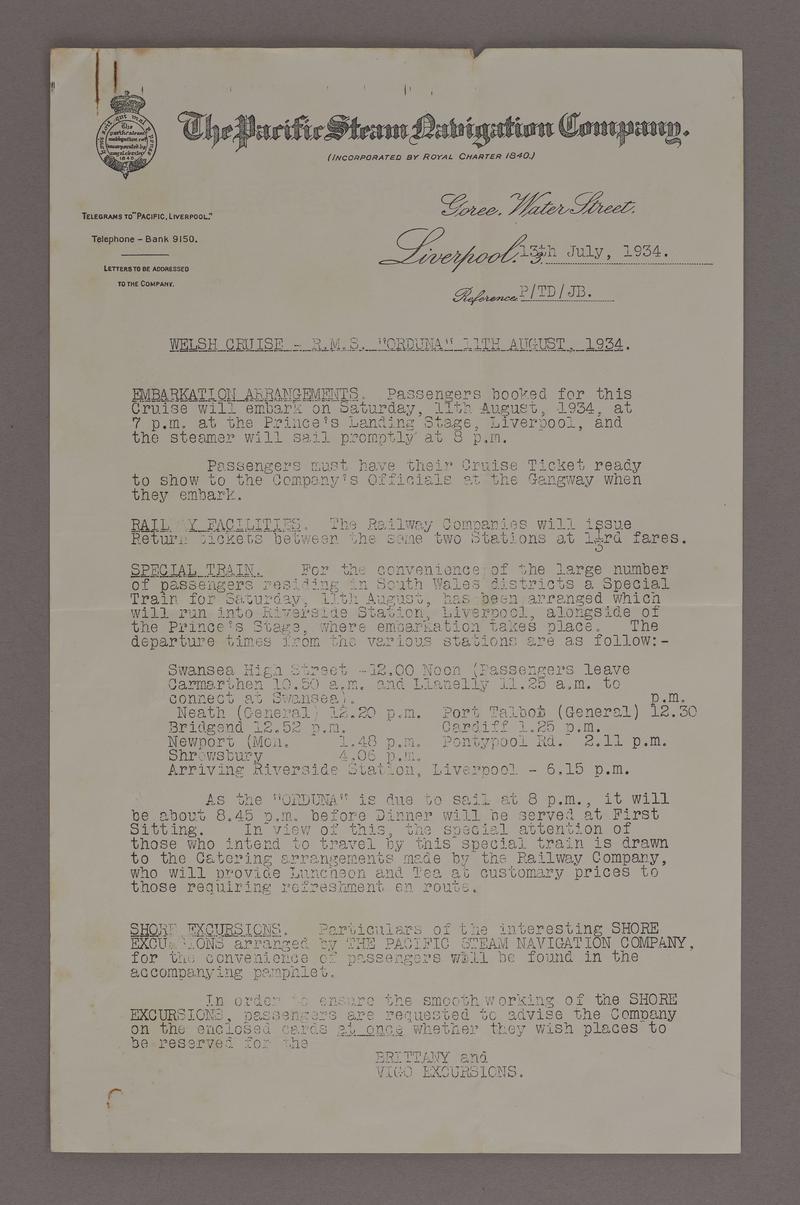 The Pacific Steam Navigation Company.
(INCORPORATED BY ROYAL CHARTER 1840.)
TELEGRAMS TO "PACIFIC, LIVERPOOL."
Goree, Water Street,
Telephone - Bank 9150.
Liverpool. 13th July, 1934.
LETTERS TO BE ADDRESSED
TO THE COMPANY.
Reference P/TD/JB.
WELSH CRUISE - R.M.S. "ORDUNA" 11TH AUGUST, 1934.
EMBARKATION ARRANGEMENTS. Passengers booked for this
Cruise will embark on Saturday, 11th August, 1934, at
7 p.m. at the Prince's Landing Stage, Liverpool, and
the steamer will sail promptly at 8 p.m.
Passengers must have their Cruise Ticket ready
to show to the Company's Officials at the Gangway when
they embark.
RAIL Y FACILITIES. The Railway Companies will issue
Return tickets between the same two Stations at 1⅓rd fares.
SPECIAL TRAIN. For the convenience of the large number
of passengers residing in South Wales districts a Special
Train for Saturday, 11th August, has been arranged which
will run into Riverside Station, Liverpool, alongside of
the Prince's Stage, where embarkation takes place. The
departure times from the various stations are as follow:-
Swansea High Street -12.00 Noon (Passengers leave
Carmarthen 10.50 a.m. and Llanelly 11.25 a.m. to
connect at Swansea).
Neath (General) 12.20 p.m. Port Talbot (General) 12.30 p.m.
Bridgend 12.52 p.m. Cardiff 1.25 p.m.
Newport (Mon. 1.48 p.m. Pontypool Rd. 2.11 p.m.
Shrewsbury 4.06 p.m.
Arriving Riverside Station, Liverpool - 6.15 p.m.
As the "ORDUNA" is due to sail at 8 p.m., it will
be about 8.45 p.m. before Dinner will be served at First
Sitting. In view of this, the special attention of
those who intend to travel by this special train is drawn
to the Catering arrangements made by the Railway Company,
who will provide Luncheon and Tea at customary prices to
those requiring refreshment en route.
SHORE EXCURSIONS. Particulars of the interesting SHORE
EXCURSIONS arranged by THE PACIFIC STEAM NAVIGATION COMPANY,
for the convenience of passengers will be found in the
accompanying pamphlet.
In order to ensure the smooth working of the SHORE
EXCURSIONS, passengers are requested to advise the Company
on the enclosed cards at once whether they wish places to
be reserved for the
BRITTANY and
VIGO EXCURSIONS.